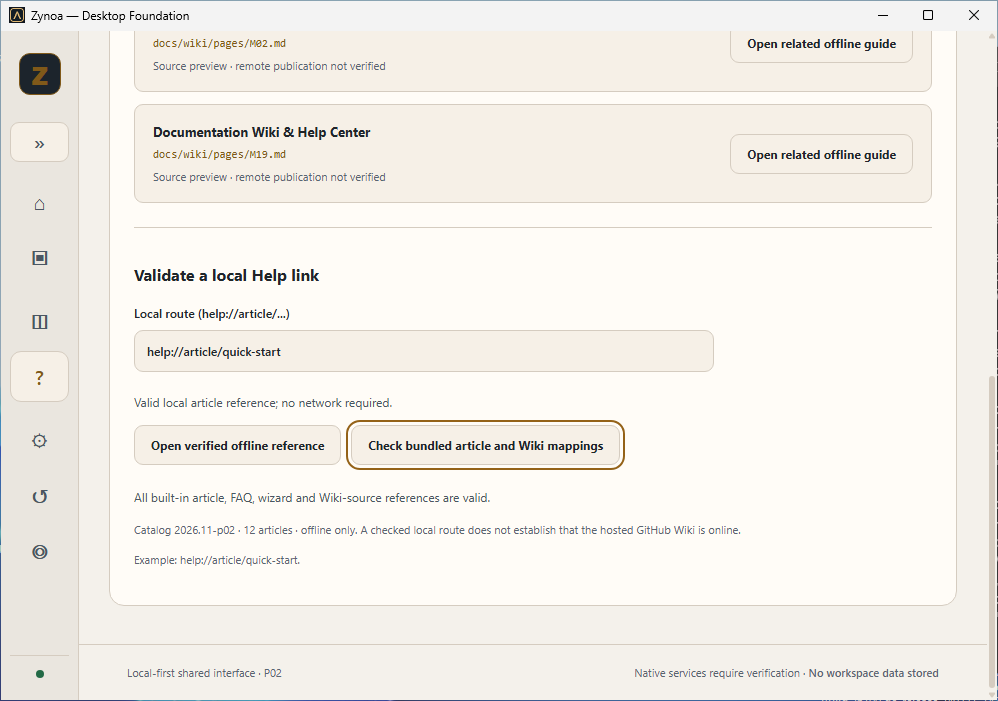 Zynoa — Desktop Foundation
Z
»
?
docs/wiki/pages/M02.md
Open related offline guide
Source preview · remote publication not verified
Documentation Wiki & Help Center
docs/wiki/pages/M19.md
Open related offline guide
Source preview · remote publication not verified
Validate a local Help link
Local route (help://article/...)
help://article/quick-start
Valid local article reference; no network required.
Open verified offline reference
Check bundled article and Wiki mappings
All built-in article, FAQ, wizard and Wiki-source references are valid.
Catalog 2026.11-p02 · 12 articles · offline only. A checked local route does not establish that the hosted GitHub Wiki is online.
Example: help://article/quick-start.
Local-first shared interface · P02
Native services require verification · No workspace data stored